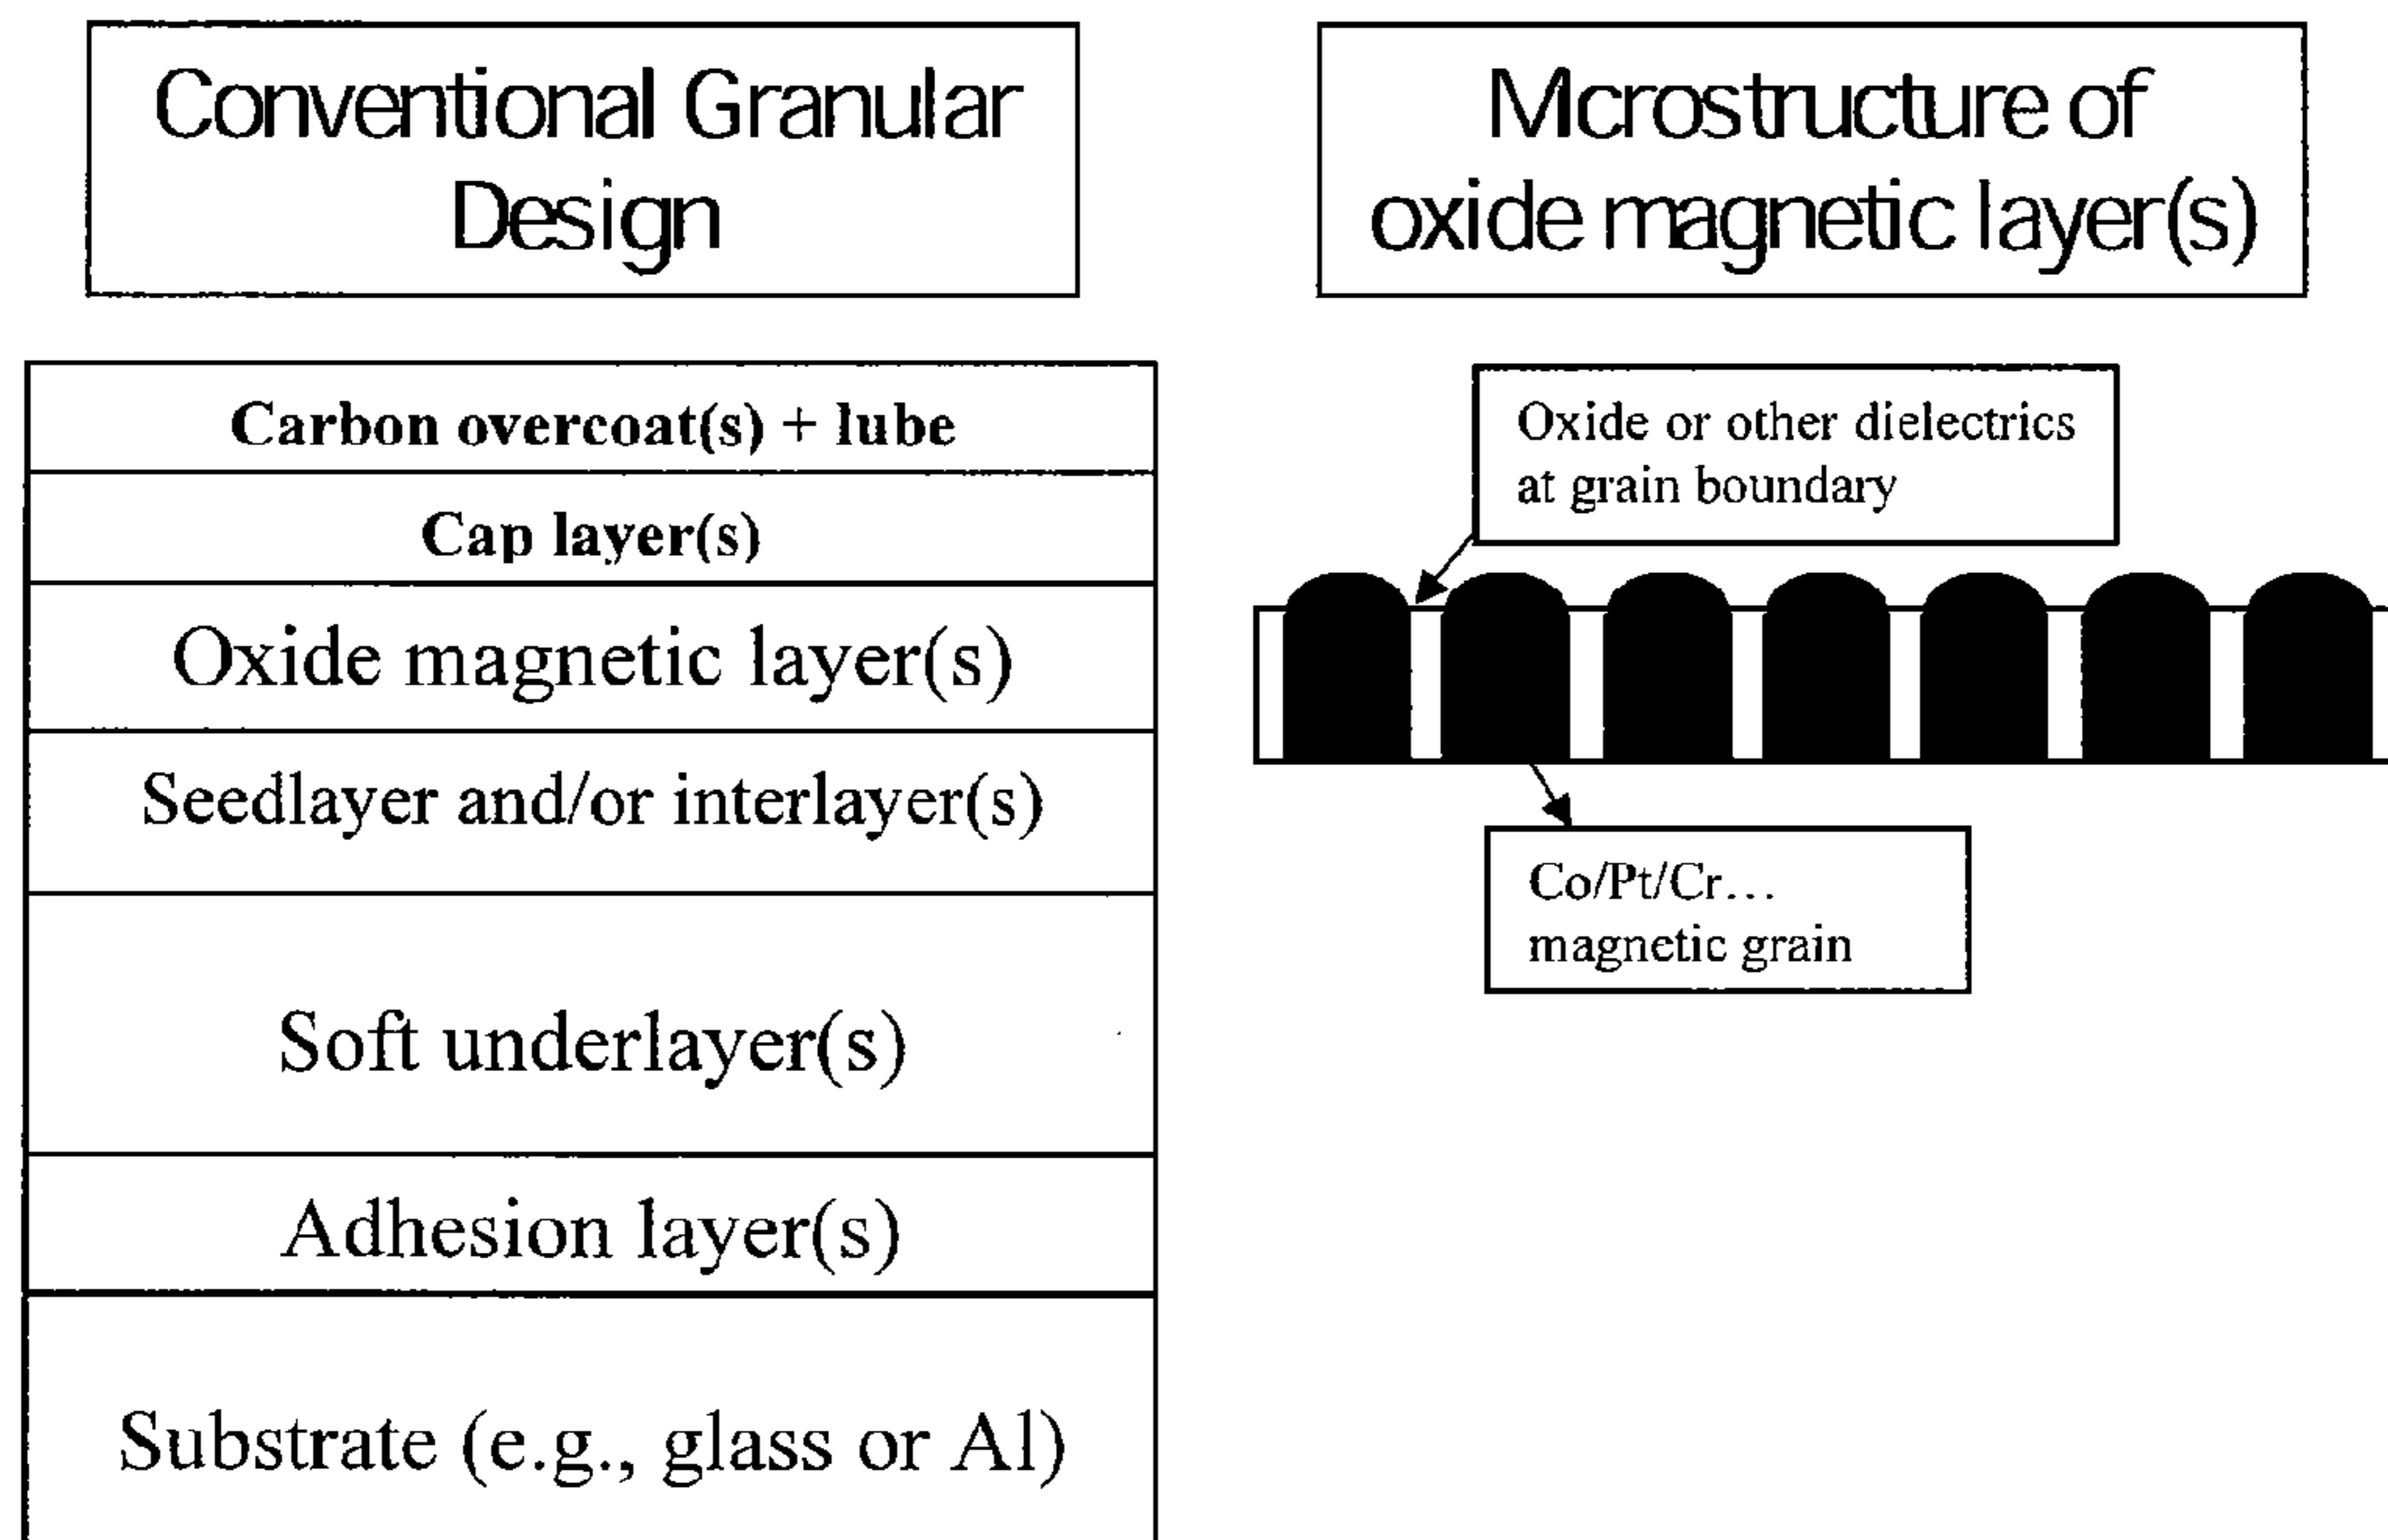 Conventional Granular
Design
Mcrostructure of
oxide magnetic layer(s)
Carbon overcoat(s) + lube
Cap layer(s)
Oxide magnetic layer(s)
Seedlayer and/or interlayer(s)
Soft underlayer(s)
Adhesion layer(s)
Substrate (e.g., glass or Al)
Oxide or other dielectrics
at grain boundary
Co/Pt/Cr...
magnetic grain